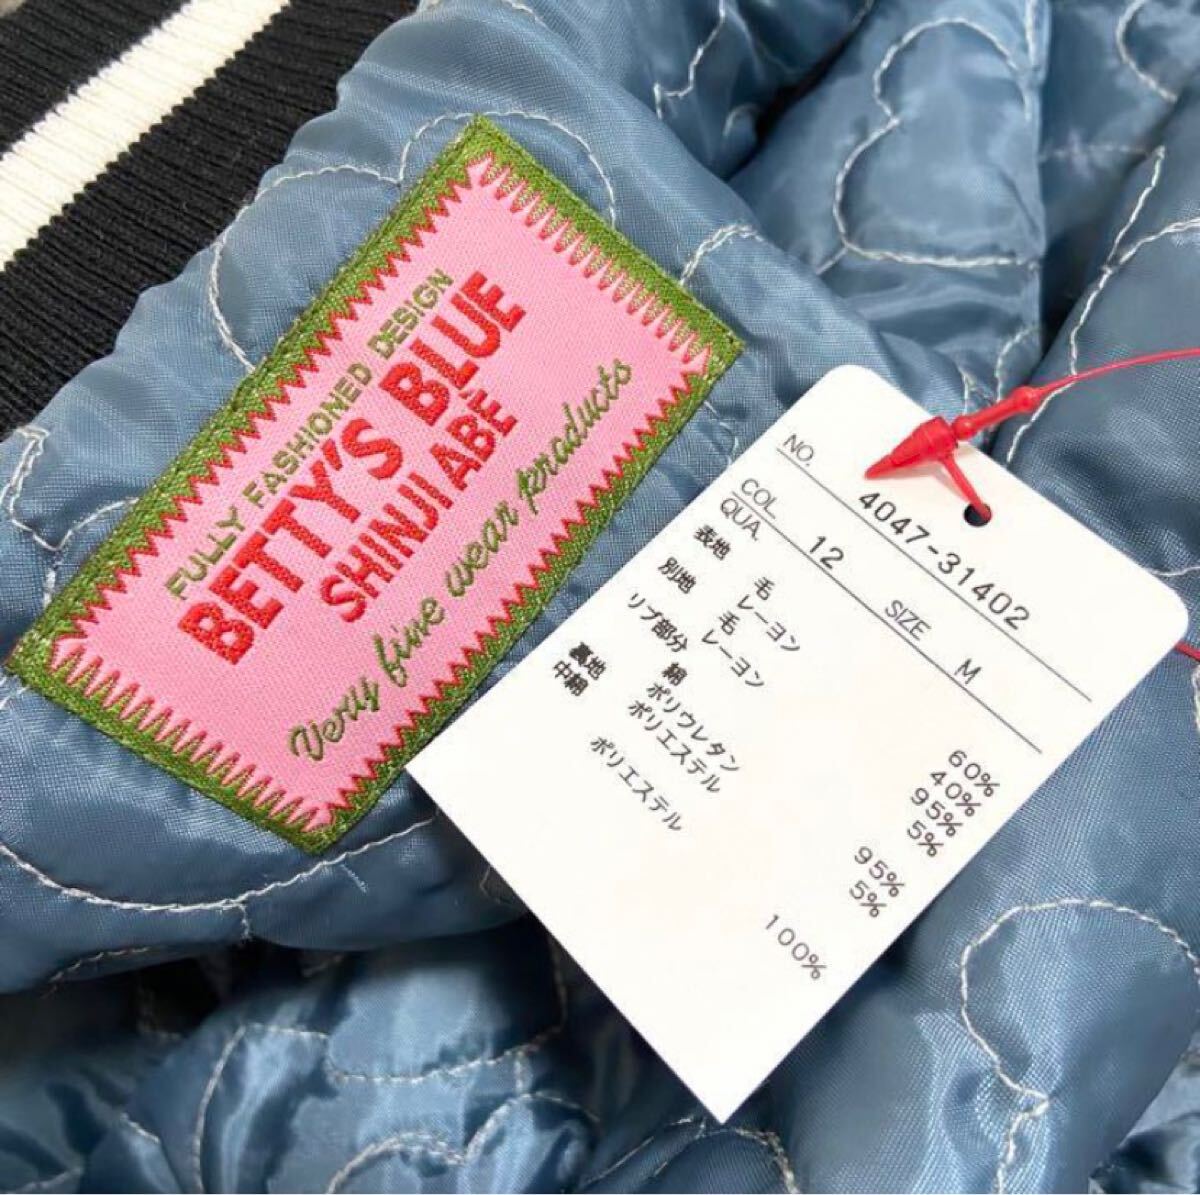 FULLY FASHIONED DESIGN
BETTY'S BLUE
SHINJI ABÉ
Very fine wear products
NO. 4047-31402
COL. 12 SIZE M
QUA.
表地 毛 60%
レーヨン 40%
別地 毛 95%
レーヨン 5%
リブ部分 綿 95%
ポリウレタン 5%
裏地 ポリエステル
中綿 ポリエステル 100%